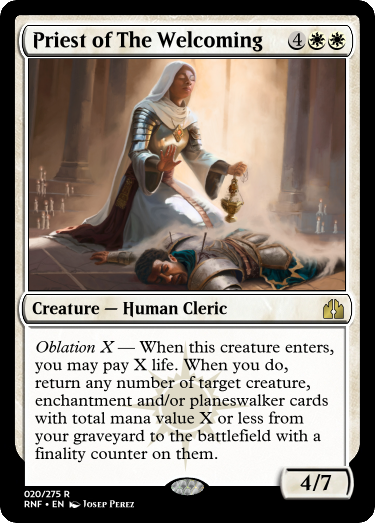 Priest of The Welcoming 4
Creature — Human Cleric
Oblation X — When this creature enters,
you may pay X life. When you do,
return any number of target creature,
enchantment and/or planeswalker cards
with total mana value X or less from
your graveyard to the battlefield with a
finality counter on them.
4/7
020/275 R
RNF • EN Josep Perez